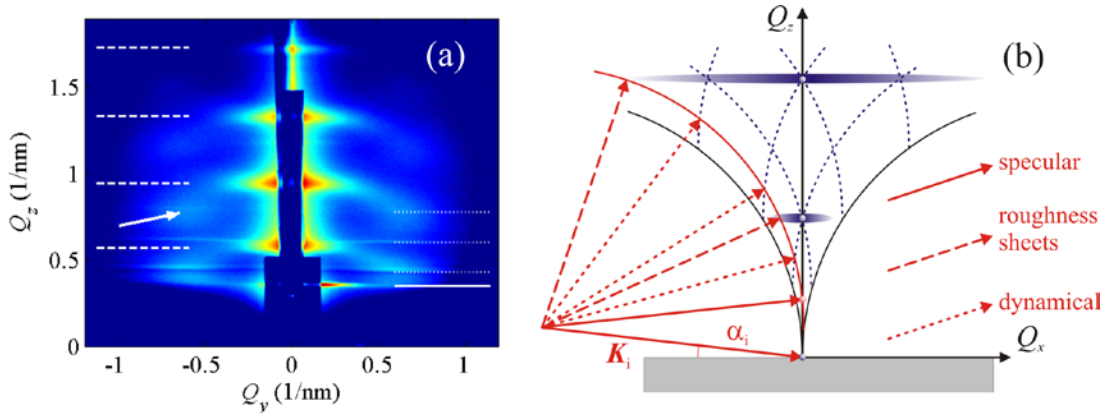 (a)
1.5
1
0.5
0
Q_z (1/nm)
-1
-0.5
0
0.5
1
Q_y (1/nm)
Q_z
(b)
specular
roughness
sheets
dynamical
α_i
K_i
Q_x